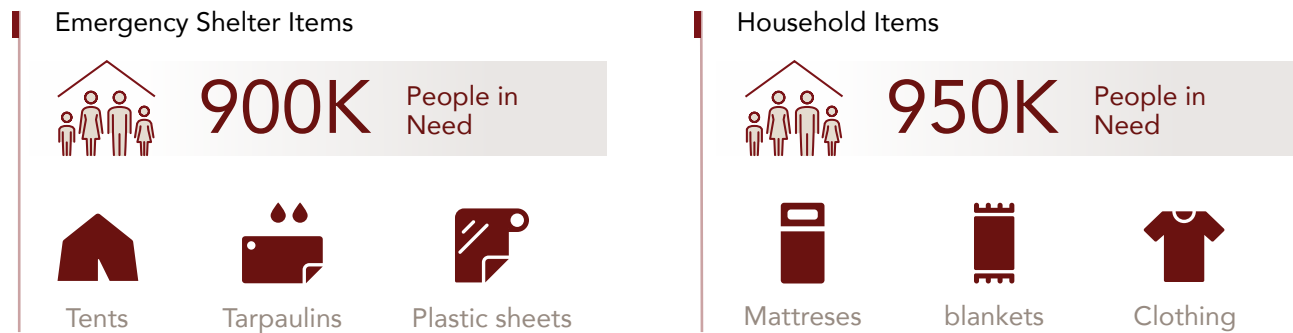 Emergency Shelter Items
900K
People in
Need
Tents
Tarpaulins
Plastic sheets
Household Items
950K
People in
Need
Mattreses
blankets
Clothing